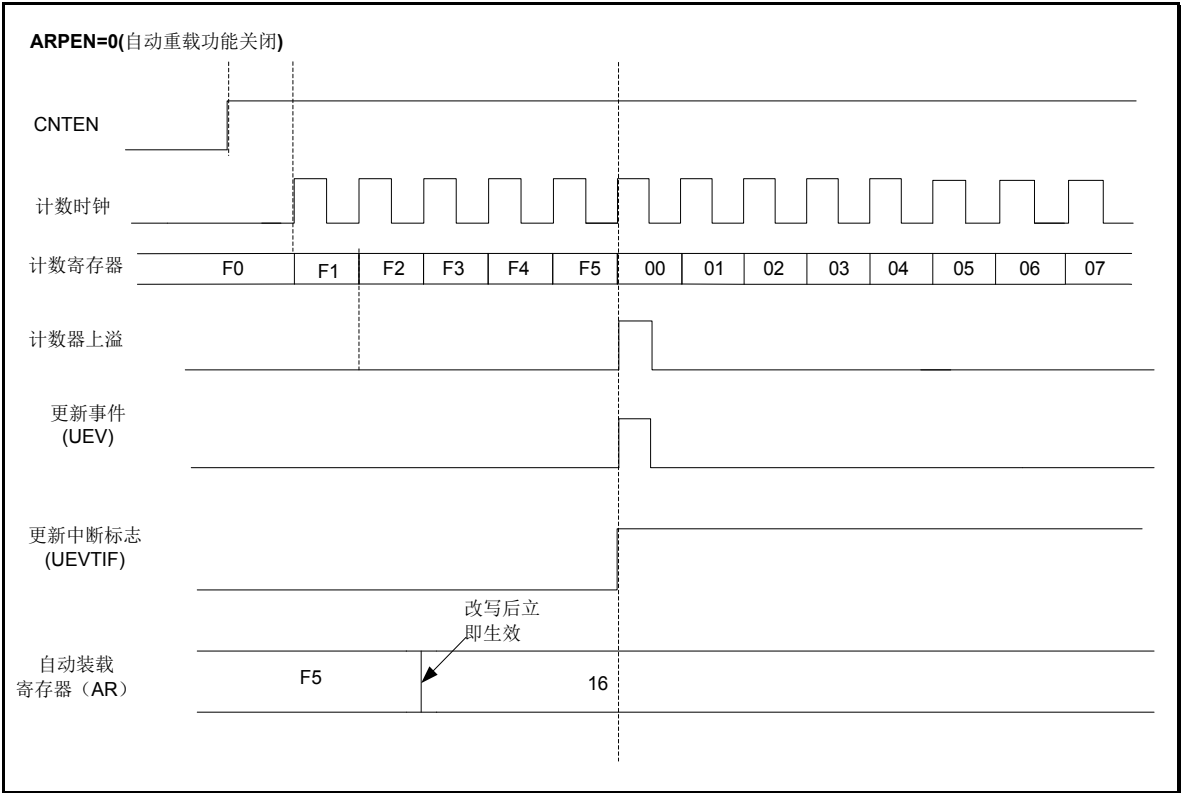 ARPEN=0(自动重载功能关闭)
CNTEN
计数时钟
计数寄存器 F0 F1 F2 F3 F4 F5 00 01 02 03 04 05 06 07
计数器上溢
更新事件
(UEV)
更新中断标志
(UEVTIF)
改写后立
即生效
自动装载
寄存器（AR）
F5 16